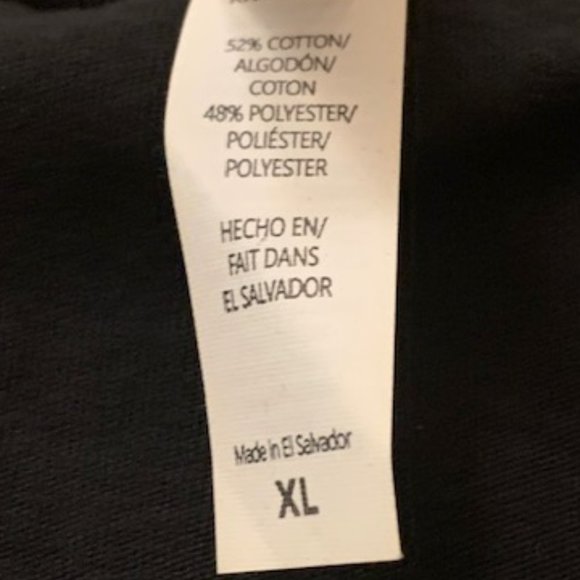 52% COTTON/
ALGODÓN/
COTON
48% POLYESTER/
POLIÉSTER/
POLYESTER
HECHO EN/
FAIT DANS
EL SALVADOR
Made in El Salvador
XL